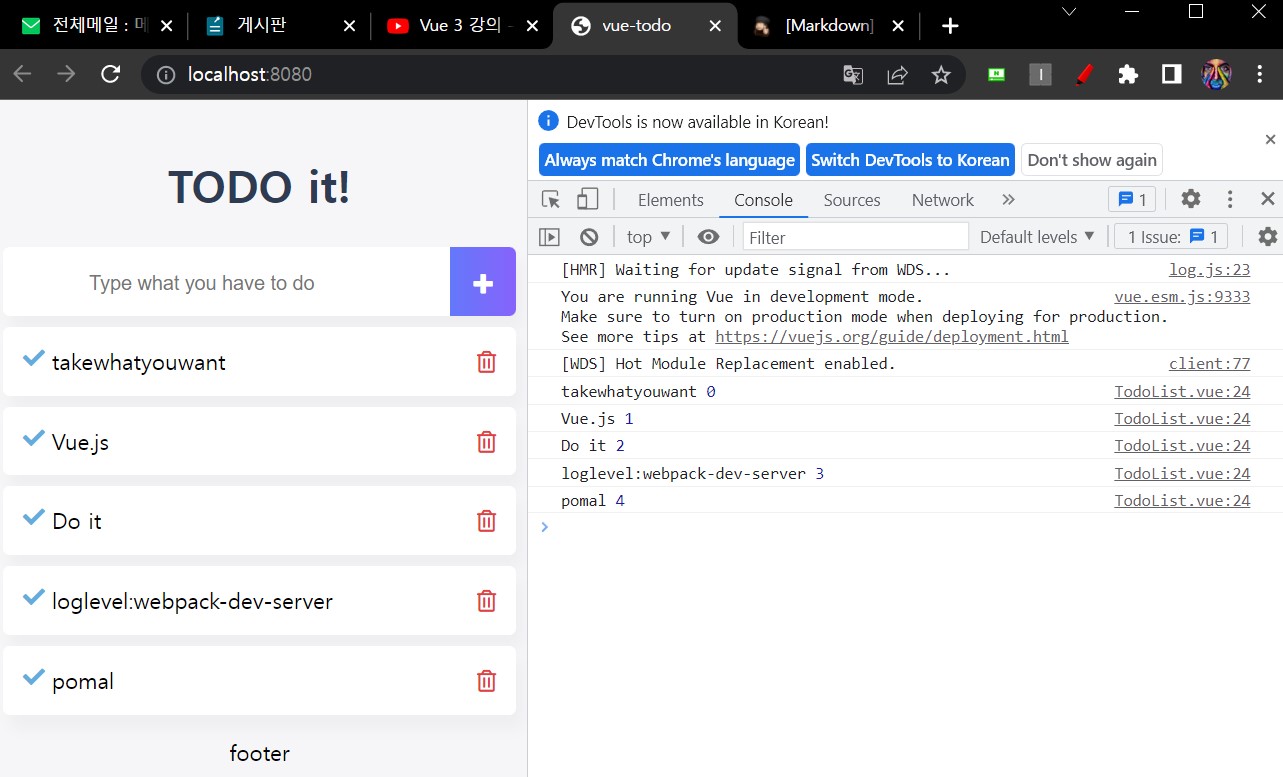 전체메일 : 메
게시판
Vue 3 강의 -
vue-todo
[Markdown]
localhost:8080
TODO it!
Type what you have to do
takewhatyouwant
Vue.js
Do it
loglevel:webpack-dev-server
pomal
footer
DevTools is now available in Korean!
Always match Chrome's language Switch DevTools to Korean Don't show again
Elements Console Sources Network » 1
top ▼ Filter Default levels ▼ 1 Issue: 1
[HMR] Waiting for update signal from WDS... log.js:23
You are running Vue in development mode. vue.esm.js:9333
Make sure to turn on production mode when deploying for production.
See more tips at https://vuejs.org/guide/deployment.html
[WDS] Hot Module Replacement enabled. client:77
takewhatyouwant 0 TodoList.vue:24
Vue.js 1 TodoList.vue:24
Do it 2 TodoList.vue:24
loglevel:webpack-dev-server 3 TodoList.vue:24
pomal 4 TodoList.vue:24